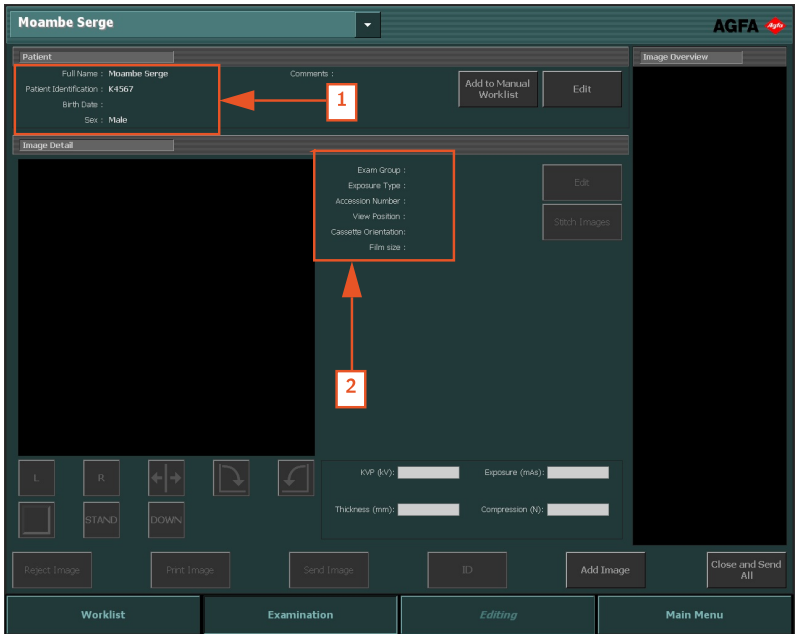 Moambe Serge
AGFA
Agfa
Patient
Image Overview
Full Name : Moambe Serge
Comments :
Patient Identification : K4567
Birth Date :
Sex : Male
Add to Manual
Worklist
Edit
1
Image Detail
Exam Group :
Exposure Type :
Accession Number :
View Position :
Cassette Orientation:
Film size :
Edit
Stitch Images
2
L
R
STAND
DOWN
KVP (kV):
Exposure (mAs):
Thickness (mm):
Compression (N):
Reject Image
Print Image
Send Image
ID
Add Image
Close and Send
All
Worklist
Examination
Editing
Main Menu